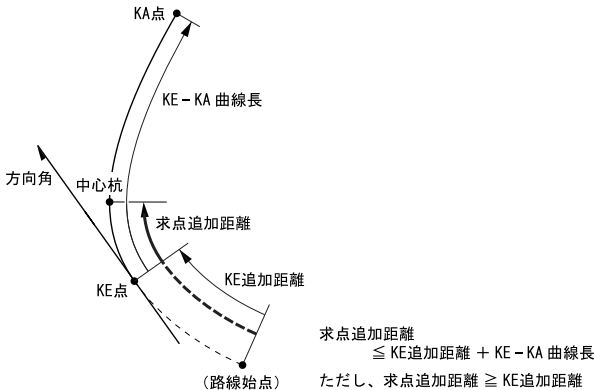 KA点
KE-KA 曲線長
方向角
中心杭
求点追加距離
KE追加距離
KE点
(路線始点)
求点追加距離
≦ KE追加距離 + KE-KA 曲線長
ただし、求点追加距離 ≧ KE追加距離